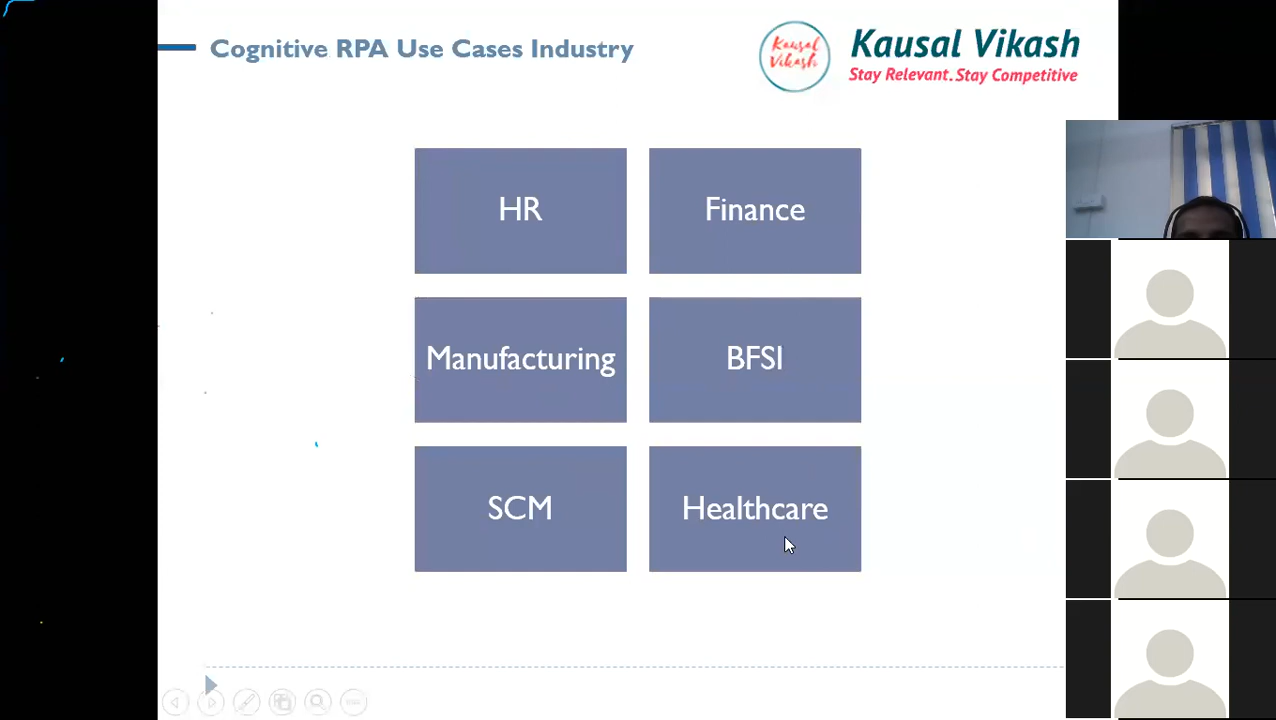 Cognitive RPA Use Cases Industry
Kausal
Vikash
Kausal Vikash
Stay Relevant. Stay Competitive
HR
Finance
Manufacturing
BFSI
SCM
Healthcare